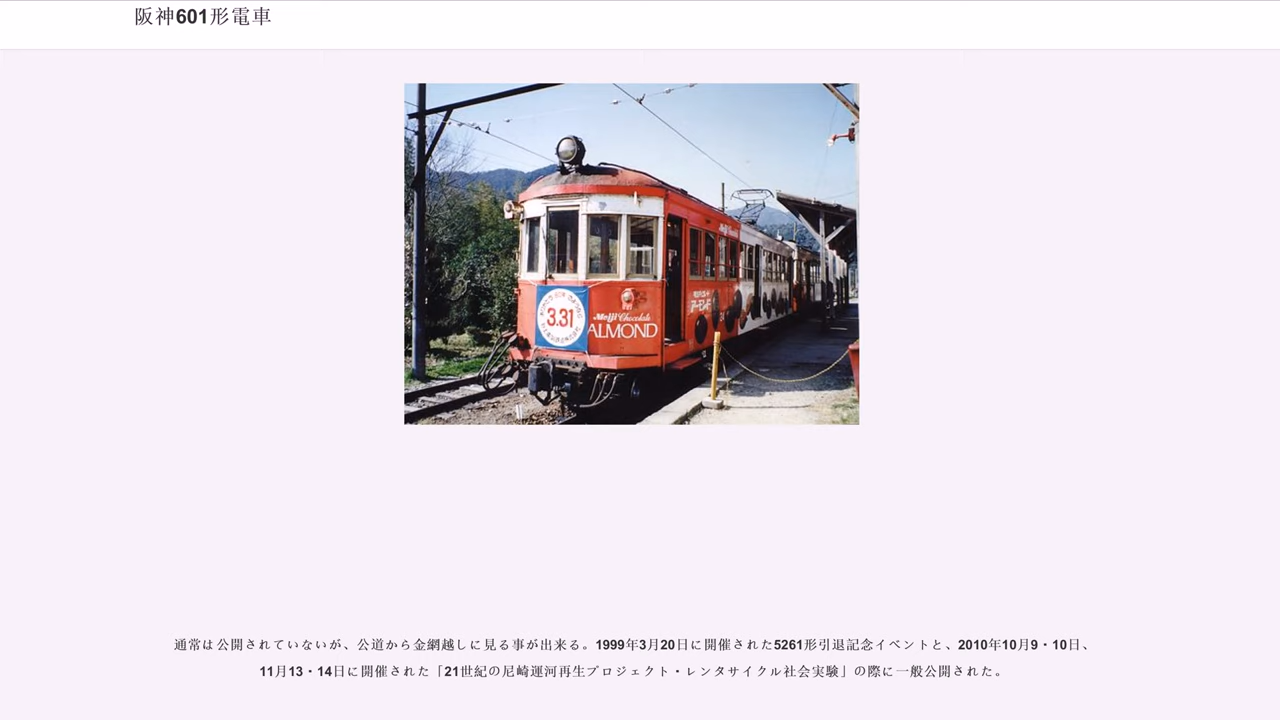 阪神601形電車
3.31
Meiji Chocolate
ALMOND
アーモンド
通常は公開されていないが、公道から金網越しに見る事が出来る。1999年3月20日に開催された5261形引退記念イベントと、2010年10月9・10日、
11月13・14日に開催された「21世紀の尼崎運河再生プロジェクト・レンタサイクル社会実験」の際に一般公開された。